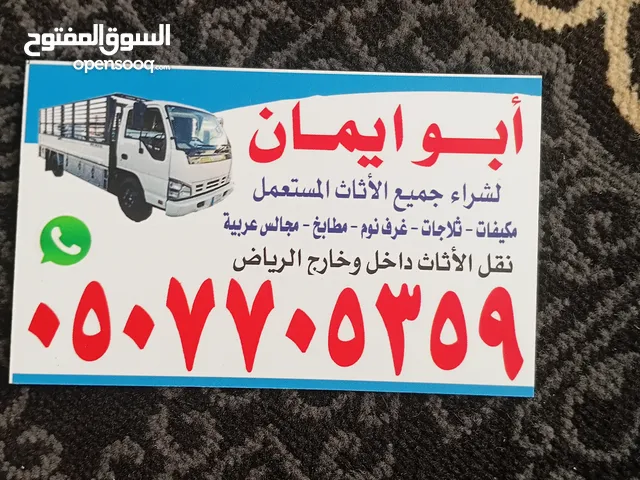 السوق المفتوح
opensooq.com
أبو ايمان
لشراء جميع الأثاث المستعمل
مكيفات - ثلاجات - غرف نوم - مطابخ - مجالس عربية
نقل الأثاث داخل وخارج الرياض
٠٥٠٧٧٠٥٣٥٩